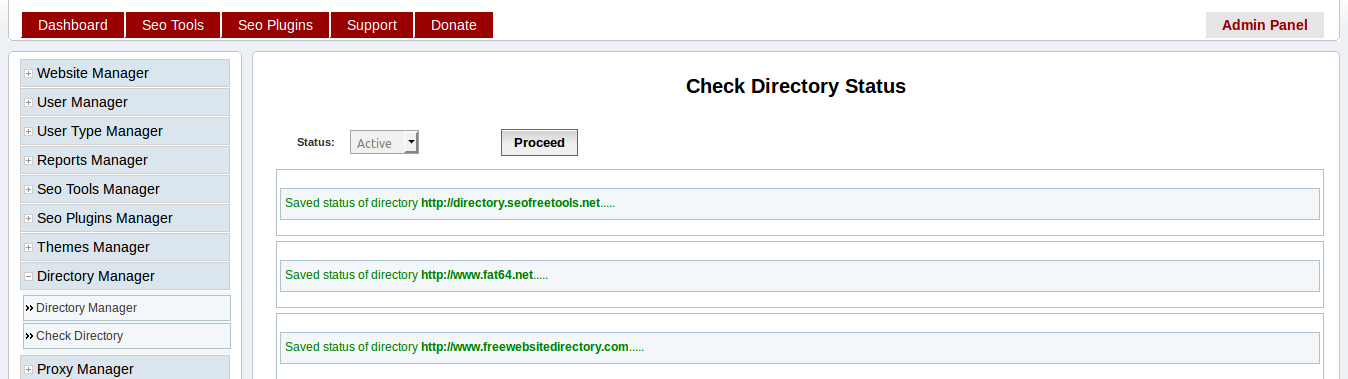 Dashboard Seo Tools Seo Plugins Support Donate Admin Panel
Website Manager
User Manager
User Type Manager
Reports Manager
Seo Tools Manager
Seo Plugins Manager
Themes Manager
Directory Manager
Directory Manager
Check Directory
Proxy Manager
Check Directory Status
Status: Active Proceed
Saved status of directory http://directory.seofreetools.net.....
Saved status of directory http://www.fat64.net.....
Saved status of directory http://www.freewebsitedirectory.com.....